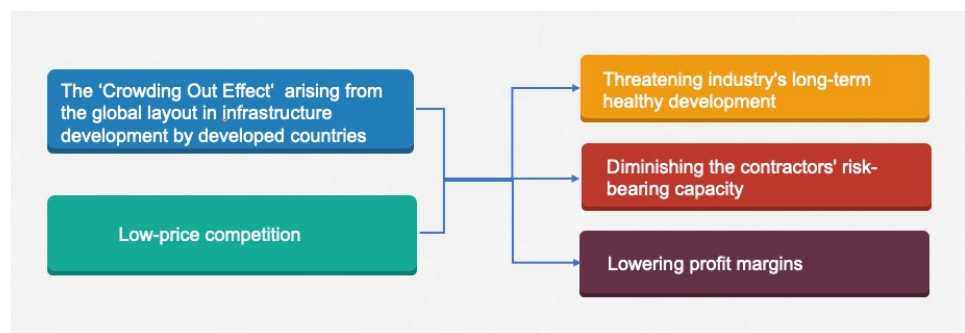 The ‘Crowding Out Effect‘ arising from
the global layout in infrastructure
development by developed countries
Low-price competition
Threatening industry's long-term
healthy development
Diminishing the contractors' risk-
bearing capacity
Lowering profit margins